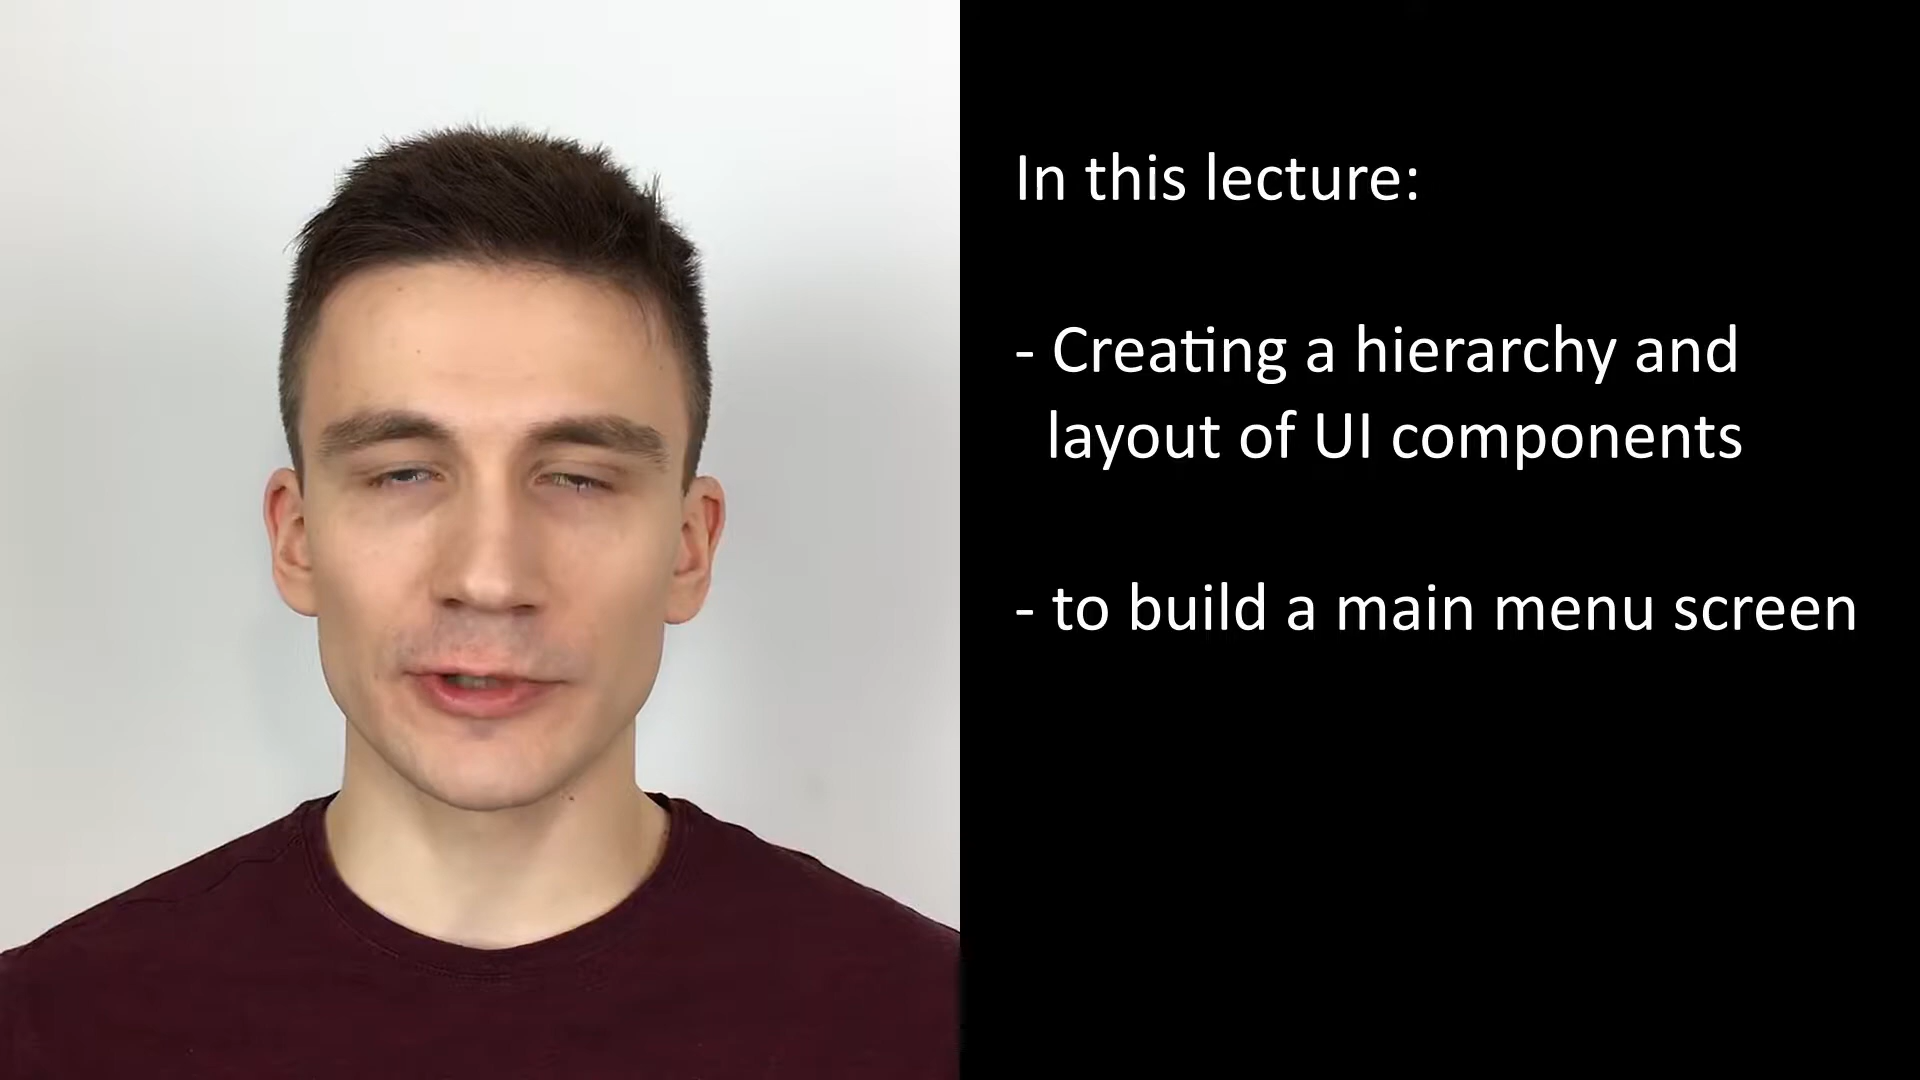 In this lecture:
- Creating a hierarchy and
layout of UI components
- to build a main menu screen